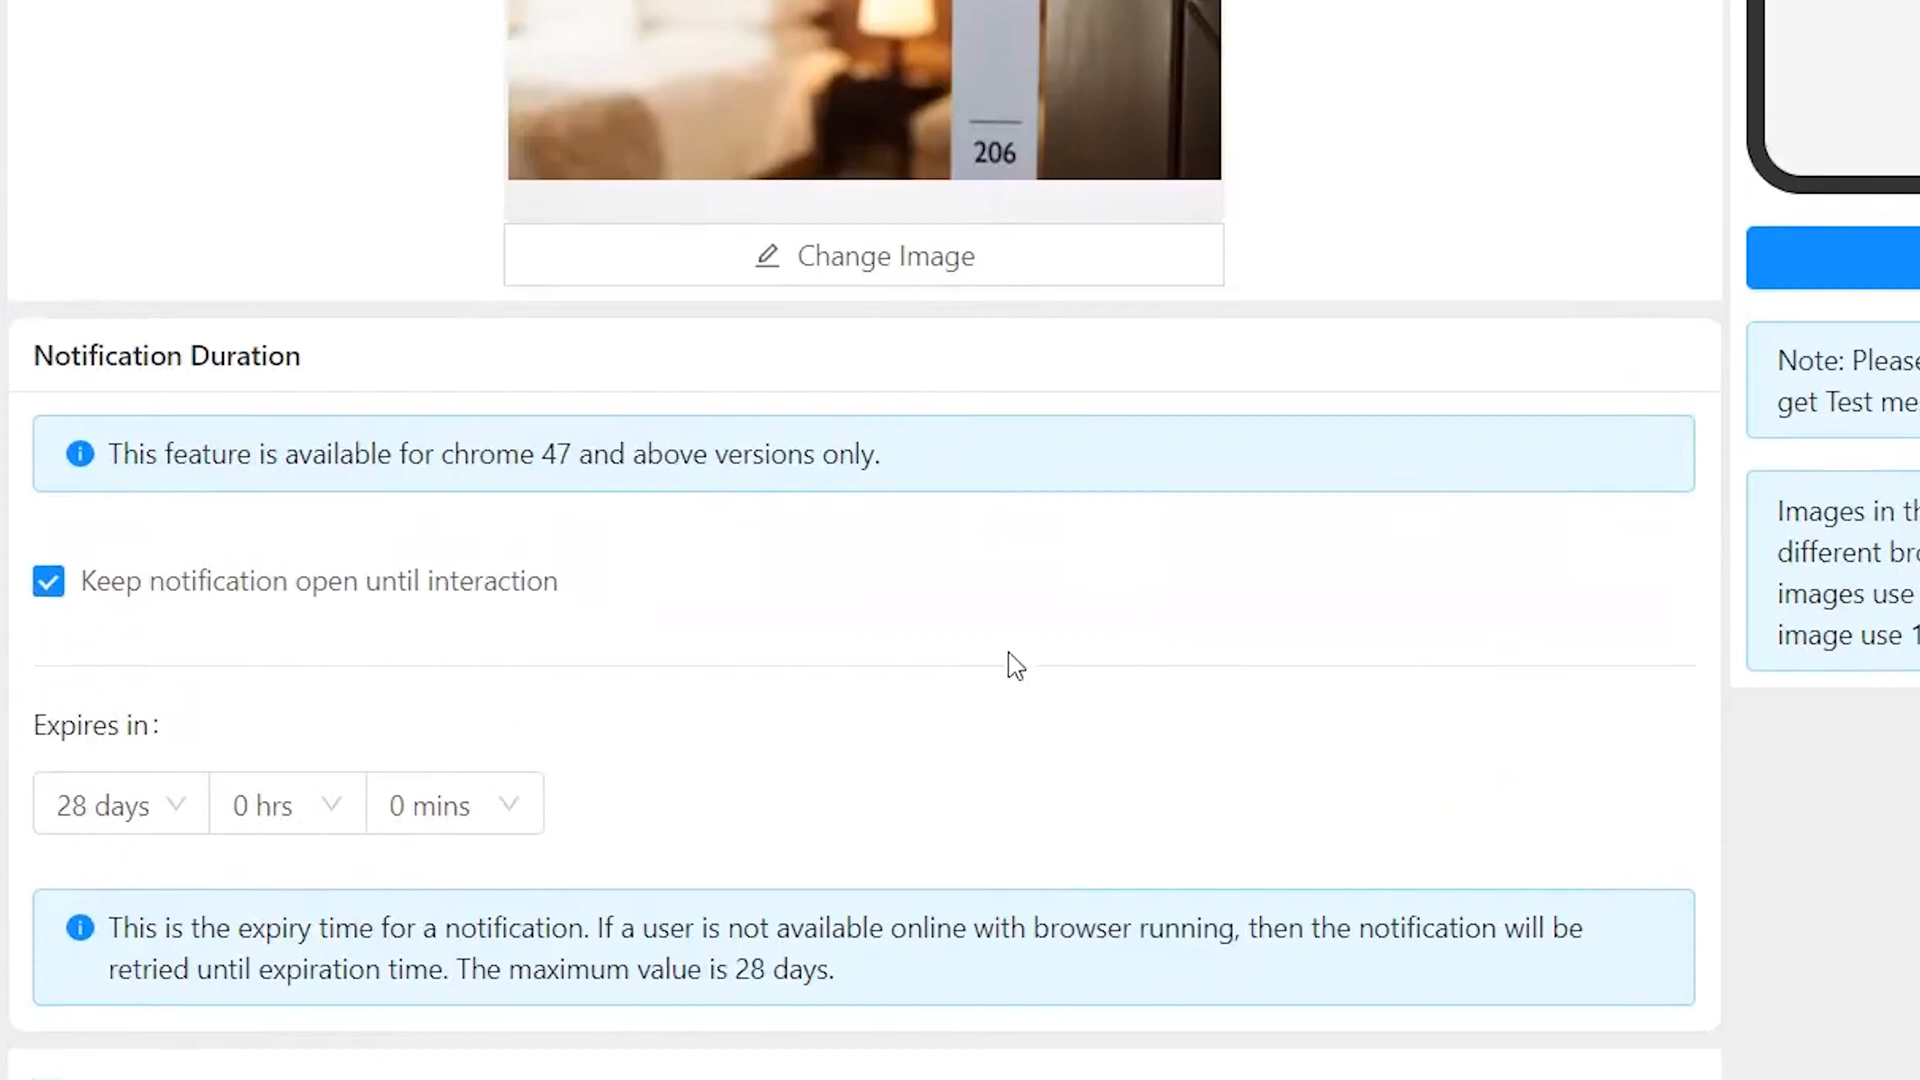 206
Change Image
Notification Duration
This feature is available for chrome 47 and above versions only.
Keep notification open until interaction
Expires in:
28 days 0 hrs 0 mins
This is the expiry time for a notification. If a user is not available online with browser running, then the notification will be
retried until expiration time. The maximum value is 28 days.
Note: Please
get Test me
Images in th
different bro
images use
image use 1